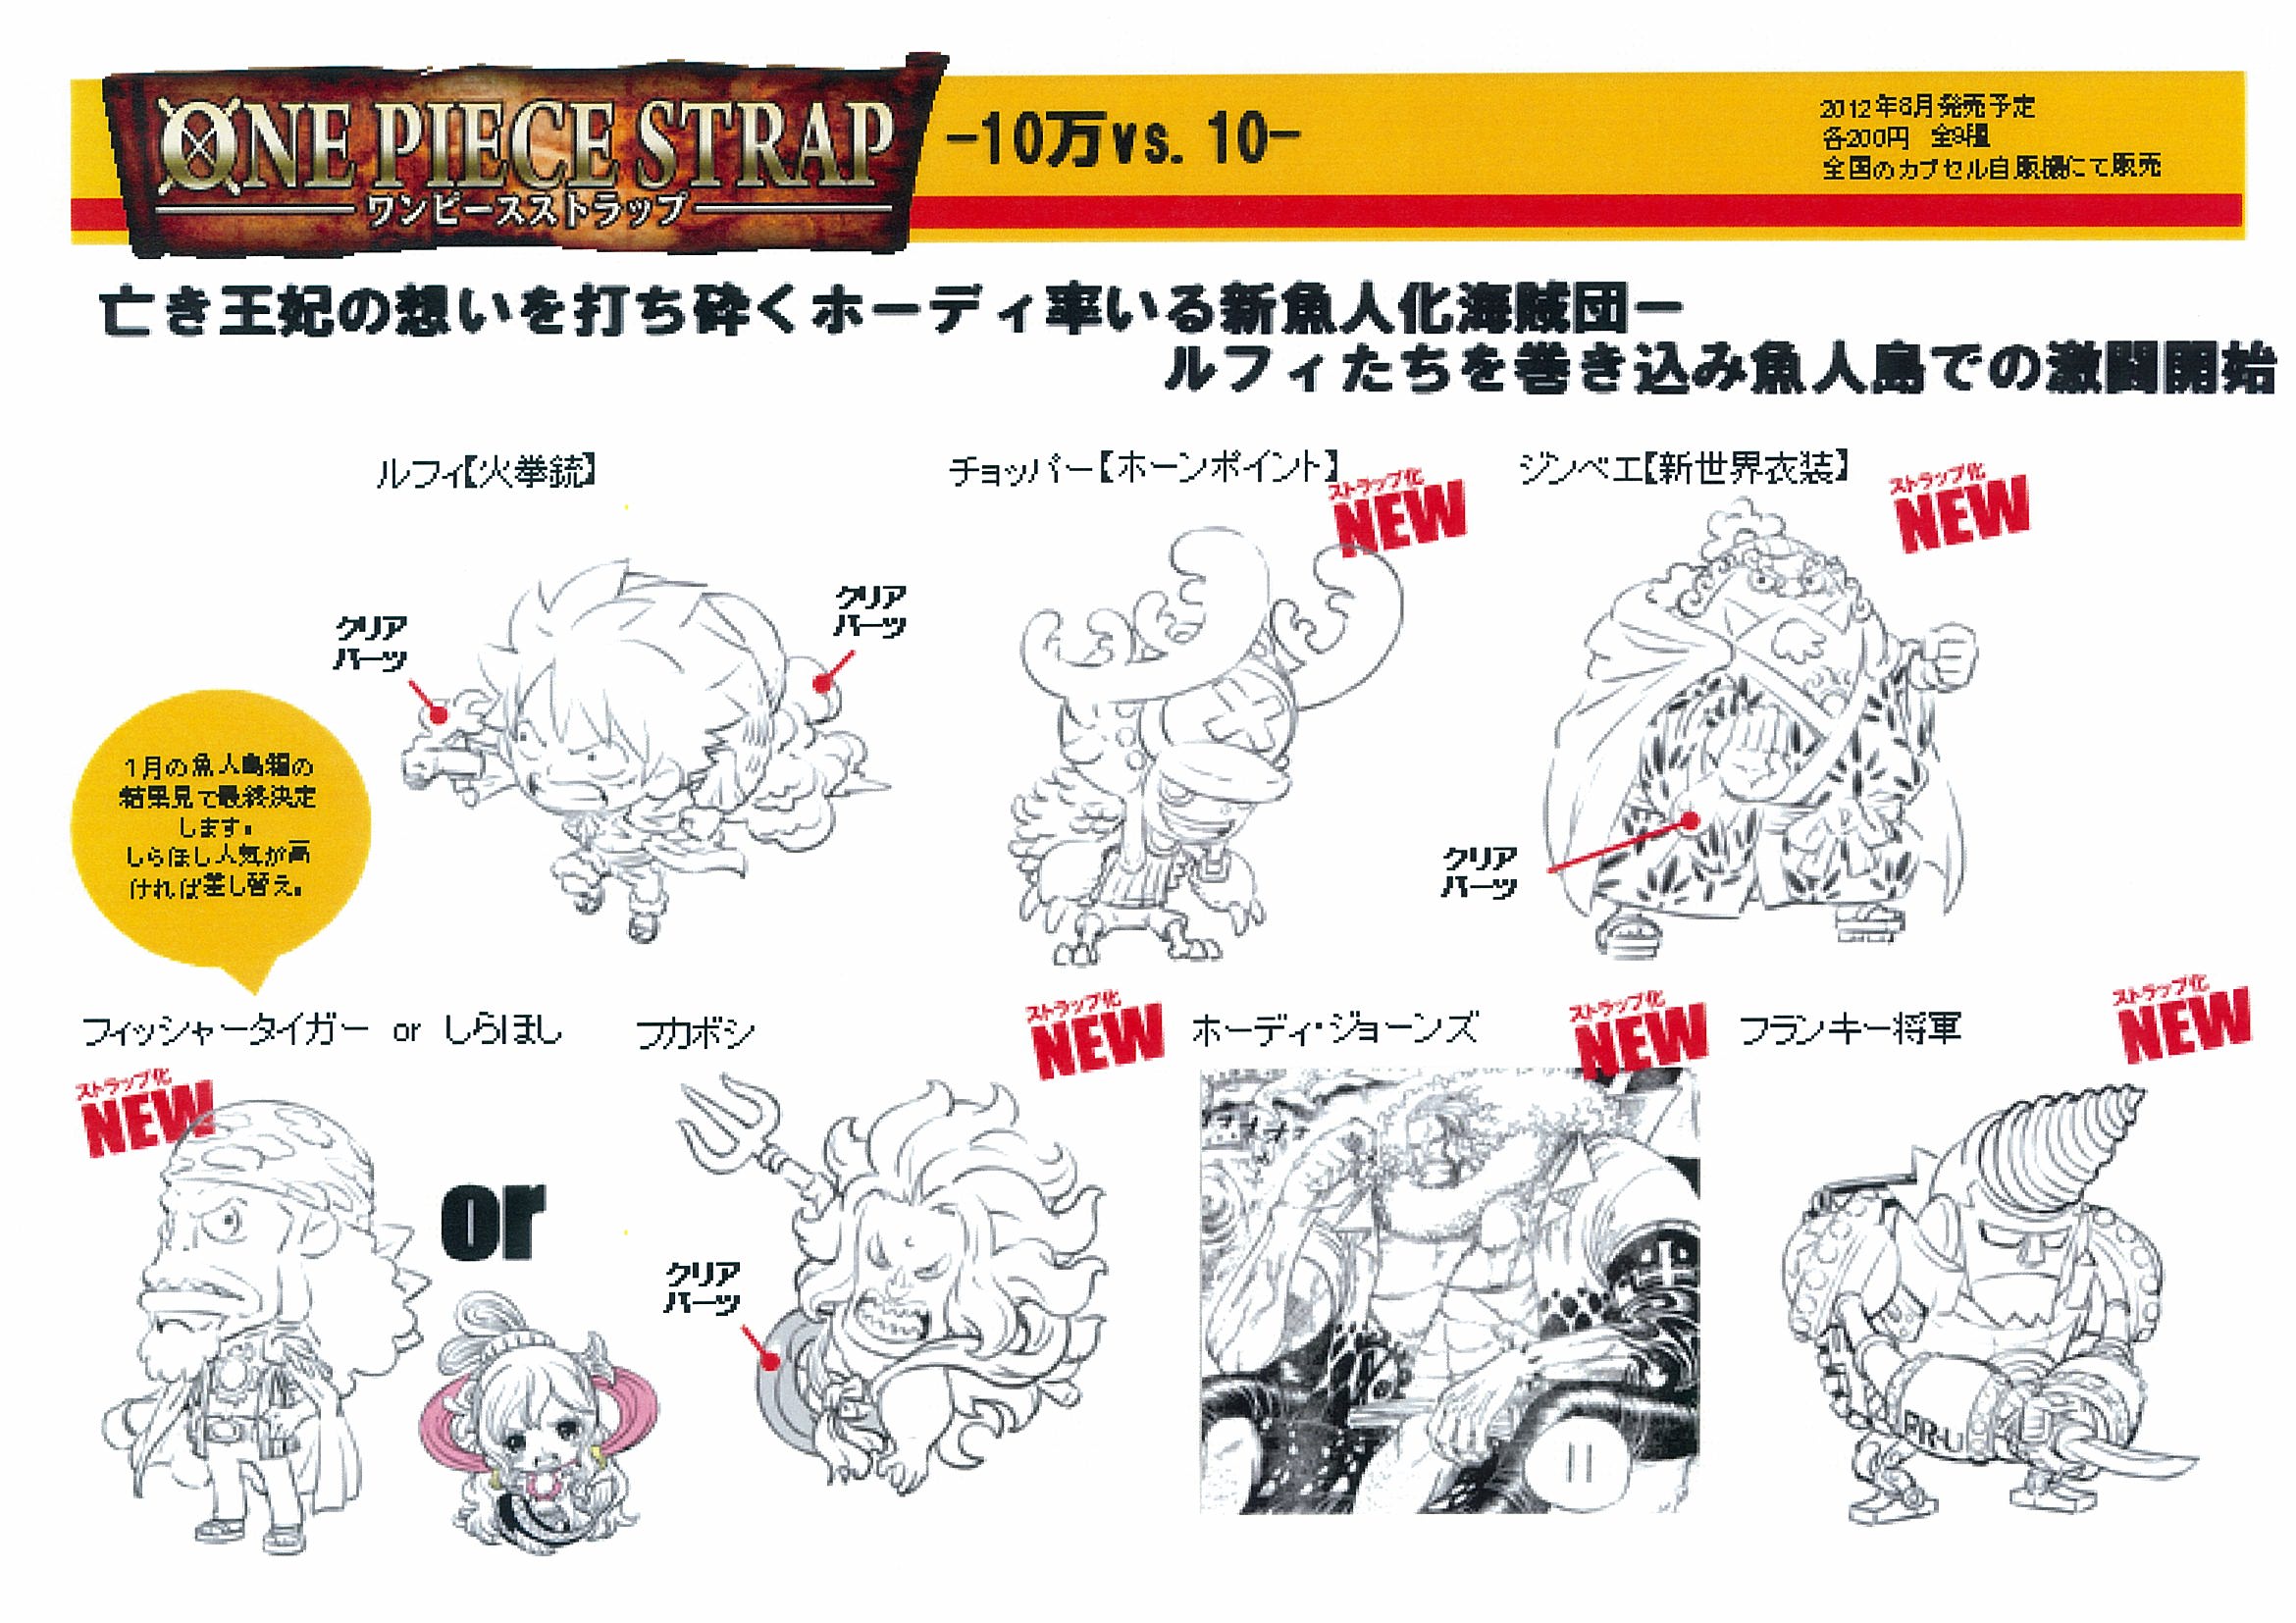 ONE PIECE STRAP
ワンピースストラップ
-10万vs. 10-
2012年8月発売予定
各200円 全8種
全国のカプセル自販機にて販売
亡き王妃の想いを打ち砕くホーディ率いる新魚人化海賊団ー
ルフィたちを巻き込み魚人島での激闘開始
ルフィ【火拳銃】
クリア
パーツ
クリア
パーツ
チョッパー【ホーンポイント】
ストラップ化
NEW
ジンベエ【新世界衣装】
ストラップ化
NEW
クリア
パーツ
1月の魚人島編の
結果見て最終決定
します。
しらほし人気が高
ければ差し替え。
フィッシャータイガー or しらほし
ストラップ化
NEW
or
フカボシ
ストラップ化
NEW
クリア
パーツ
ホーディ・ジョーンズ
ストラップ化
NEW
11
フランキー将軍
ストラップ化
NEW
FR-U